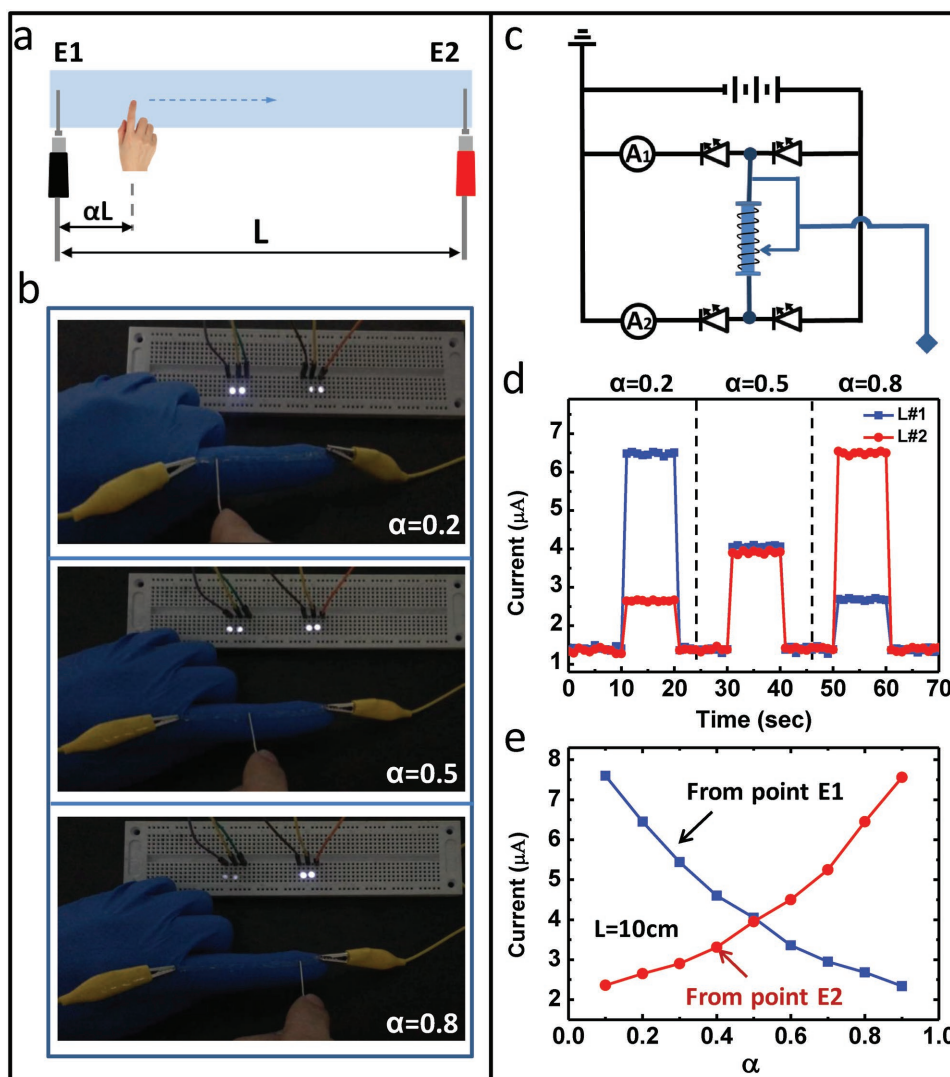 a
E1
E2
αL
L
b
α=0.2
α=0.5
α=0.8
c
A1
A2
d
α=0.2 α=0.5 α=0.8
L#1
L#2
7
6
5
4
3
2
1
Current (μA)
0 10 20 30 40 50 60 70
Time (sec)
e
8
7
6
5
4
3
2
Current (μA)
From point E1
L=10cm
From point E2
0.0 0.2 0.4 0.6 0.8 1.0
α